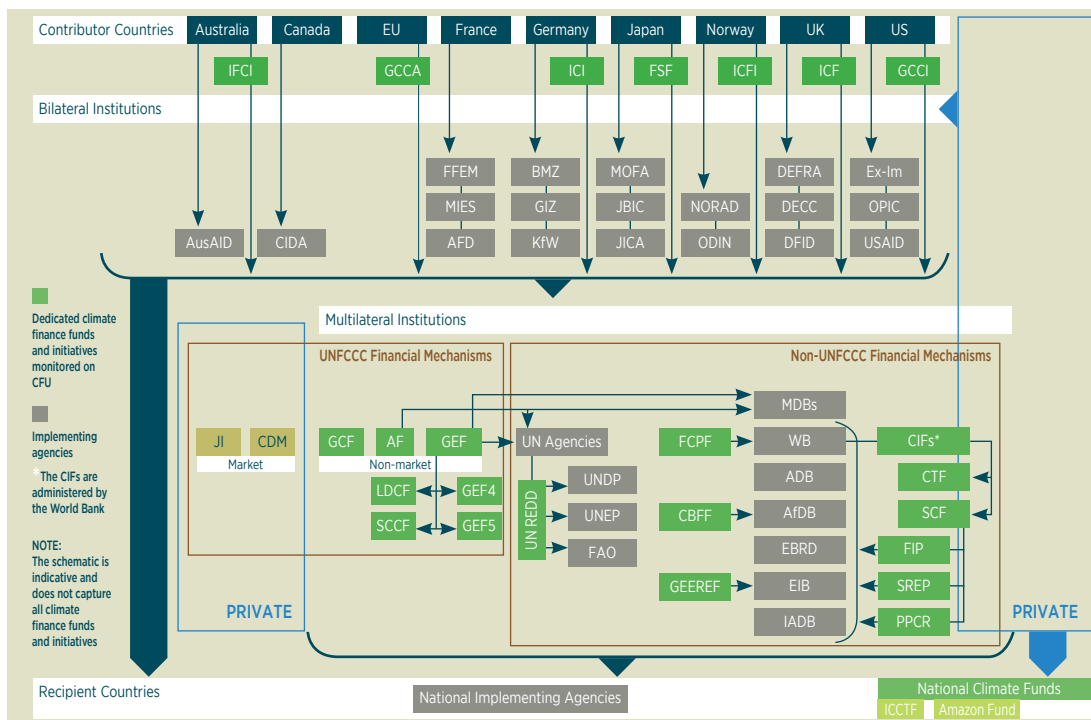 Contributor Countries
Australia
Canada
EU
France
Germany
Japan
Norway
UK
US
IFCI
GCCA
ICI
FSF
ICFI
ICF
GCCI
Bilateral Institutions
FFEM
BMZ
MOFA
DEFRA
Ex-Im
MIES
GIZ
JBIC
NORAD
DECC
OPIC
AusAID
CIDA
AFD
KfW
JICA
ODIN
DFID
USAID
Dedicated climate
finance funds
and initiatives
monitored on
CFU
Implementing
agencies
*The CIFs are
administered by
the World Bank
NOTE:
The schematic is
indicative and
does not capture
all climate
finance funds
and initiatives
Multilateral Institutions
UNFCCC Financial Mechanisms
Non-UNFCCC Financial Mechanisms
JI
CDM
Market
GCF
AF
GEF
Non-market
LDCF
GEF4
SCCF
GEF5
UN Agencies
UN REDD
UNDP
UNEP
FAO
MDBs
FCPF
WB
CIFs*
ADB
CTF
CBFF
AfDB
SCF
EBRD
FIP
GEEREF
EIB
SREP
IADB
PPCR
PRIVATE
PRIVATE
Recipient Countries
National Implementing Agencies
National Climate Funds
ICCTF
Amazon Fund